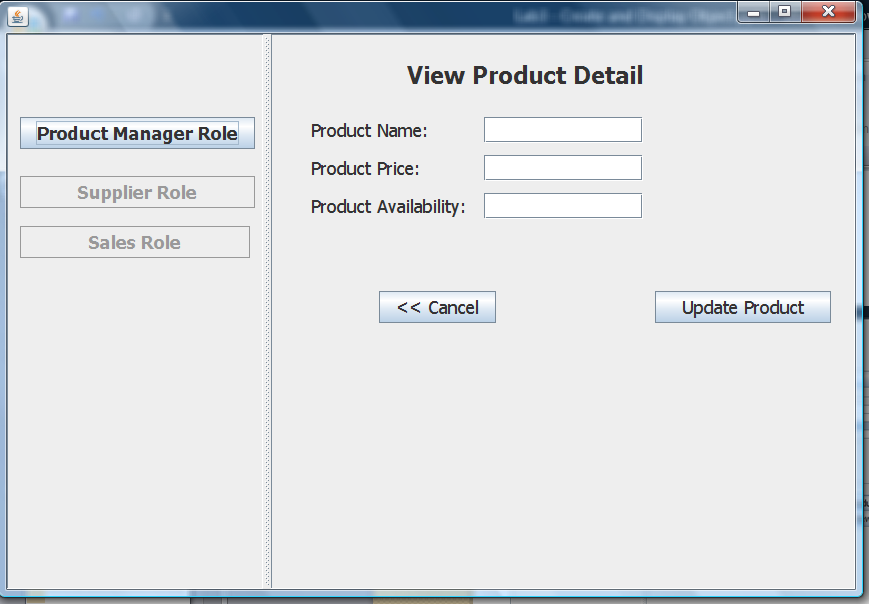 View Product Detail
Product Manager Role
Supplier Role
Sales Role
Product Name:
Product Price:
Product Availability:
<< Cancel
Update Product